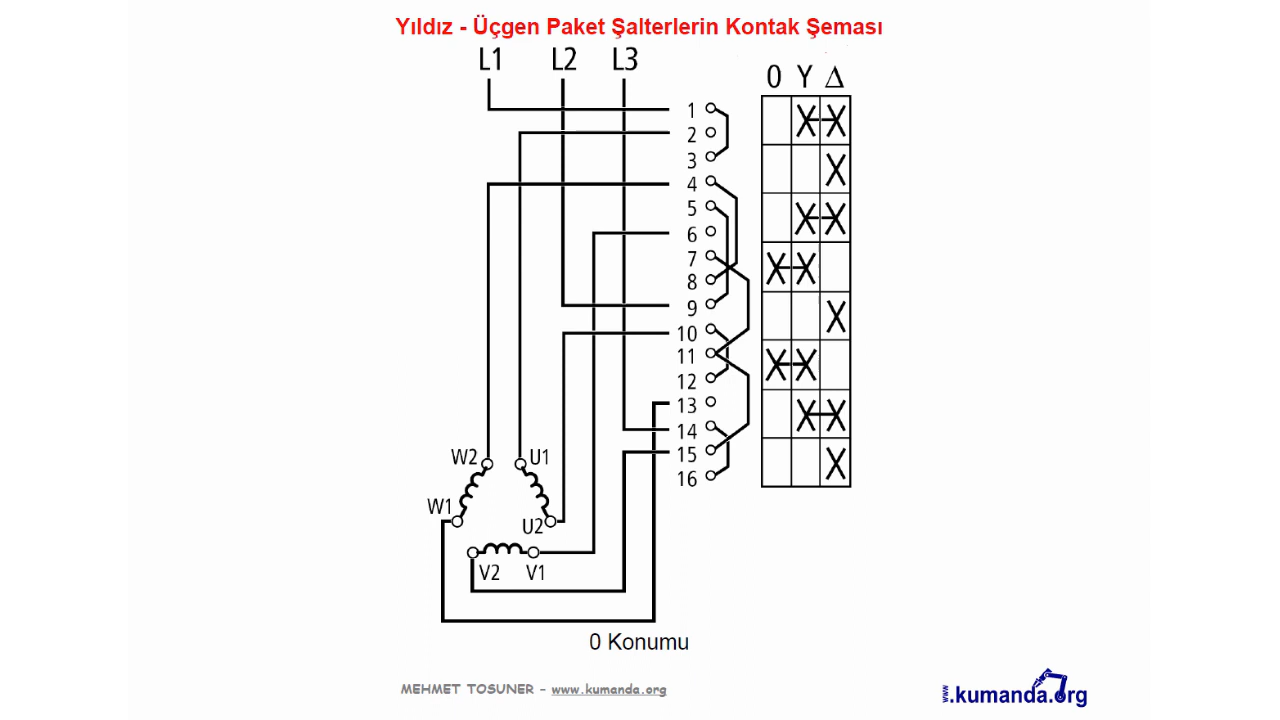 Yıldız - Üçgen Paket Şalterlerin Kontak Şeması
L1 L2 L3
0 Y Δ
1
2
3
4
5
6
7
8
9
10
11
12
13
14
15
16
W2 U1
W1 U2
V2 V1
0 Konumu
MEHMET TOSUNER - www.kumanda.org
www.kumanda.org